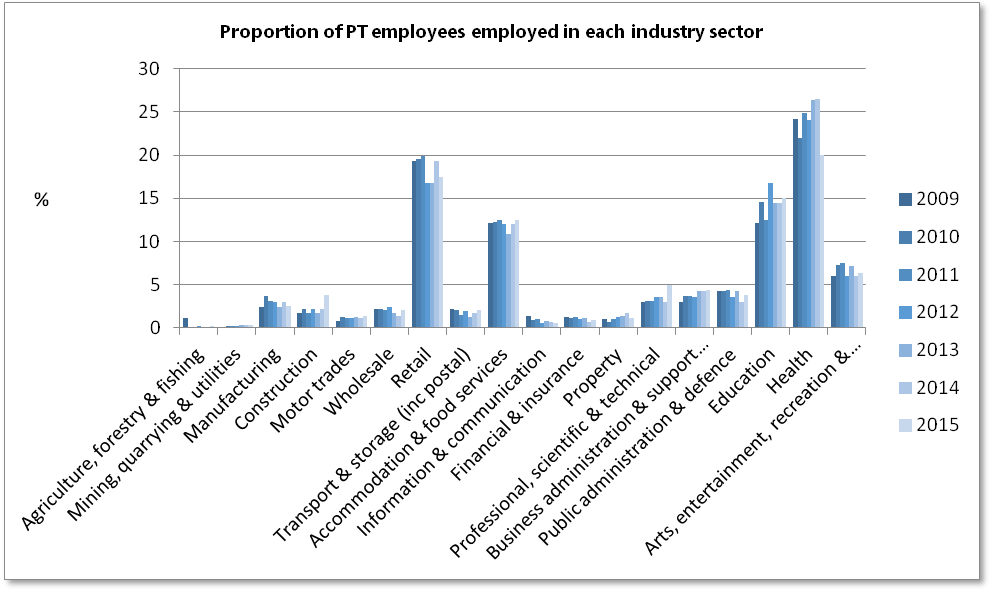 Proportion of PT employees employed in each industry sector
30
25
20
15
10
5
0
%
Agriculture, forestry & fishing
Mining, quarrying & utilities
Manufacturing
Construction
Motor trades
Wholesale
Retail
Transport & storage (inc postal)
Accommodation & food services
Information & communication
Financial & insurance
Property
Professional, scientific & technical
Business administration & support...
Public administration & defence
Education
Health
Arts, entertainment, recreation &...
2009
2010
2011
2012
2013
2014
2015